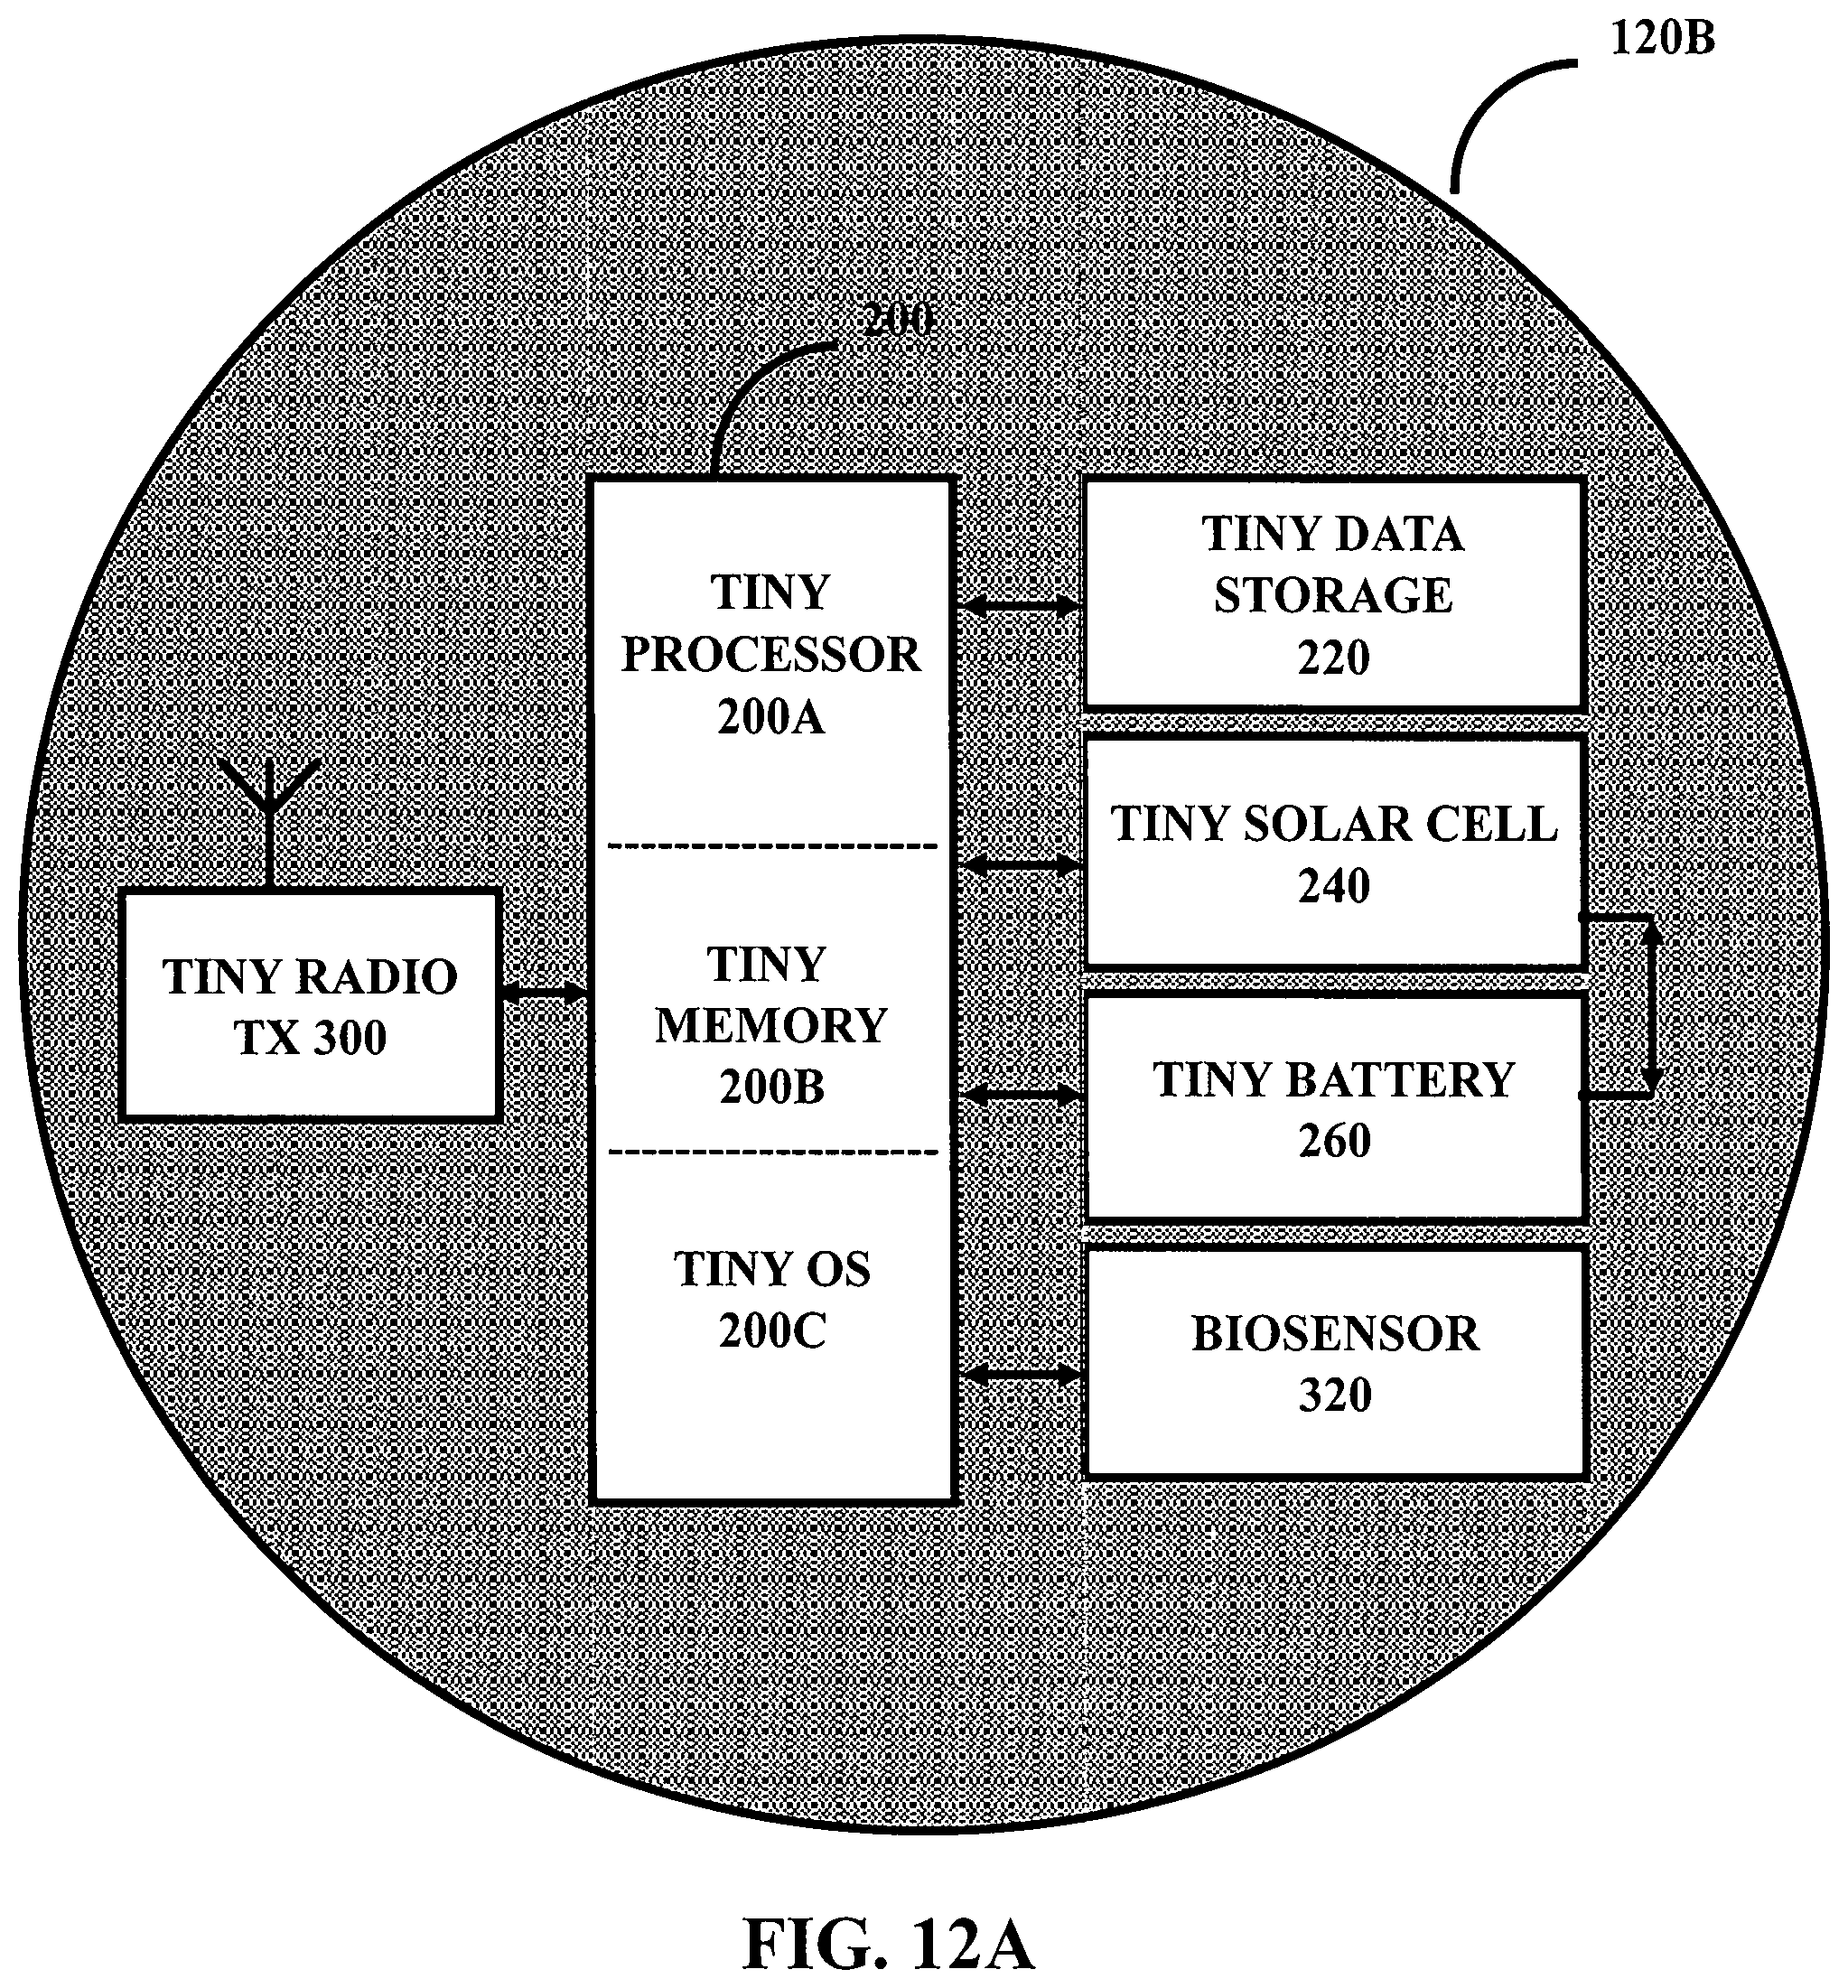 120B
200
TINY
PROCESSOR
200A
TINY
MEMORY
200B
TINY OS
200C
TINY RADIO
TX 300
TINY DATA
STORAGE
220
TINY SOLAR CELL
240
TINY BATTERY
260
BIOSENSOR
320
FIG. 12A